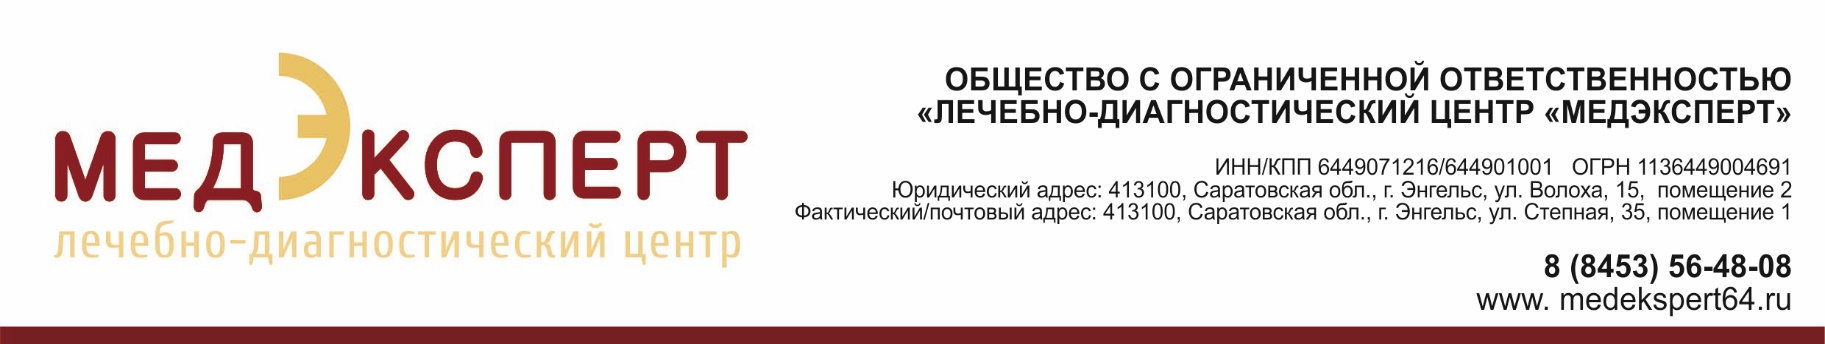 МЕДЭКСПЕРТ
лечебно-диагностический центр
ОБЩЕСТВО С ОГРАНИЧЕННОЙ ОТВЕТСТВЕННОСТЬЮ
«ЛЕЧЕБНО-ДИАГНОСТИЧЕСКИЙ ЦЕНТР «МЕДЭКСПЕРТ»
ИНН/КПП 6449071216/644901001 ОГРН 1136449004691
Юридический адрес: 413100, Саратовская обл., г. Энгельс, ул. Волоха, 15, помещение 2
Фактический/почтовый адрес: 413100, Саратовская обл., г. Энгельс, ул. Степная, 35, помещение 1
8 (8453) 56-48-08
www. medekspert64.ru